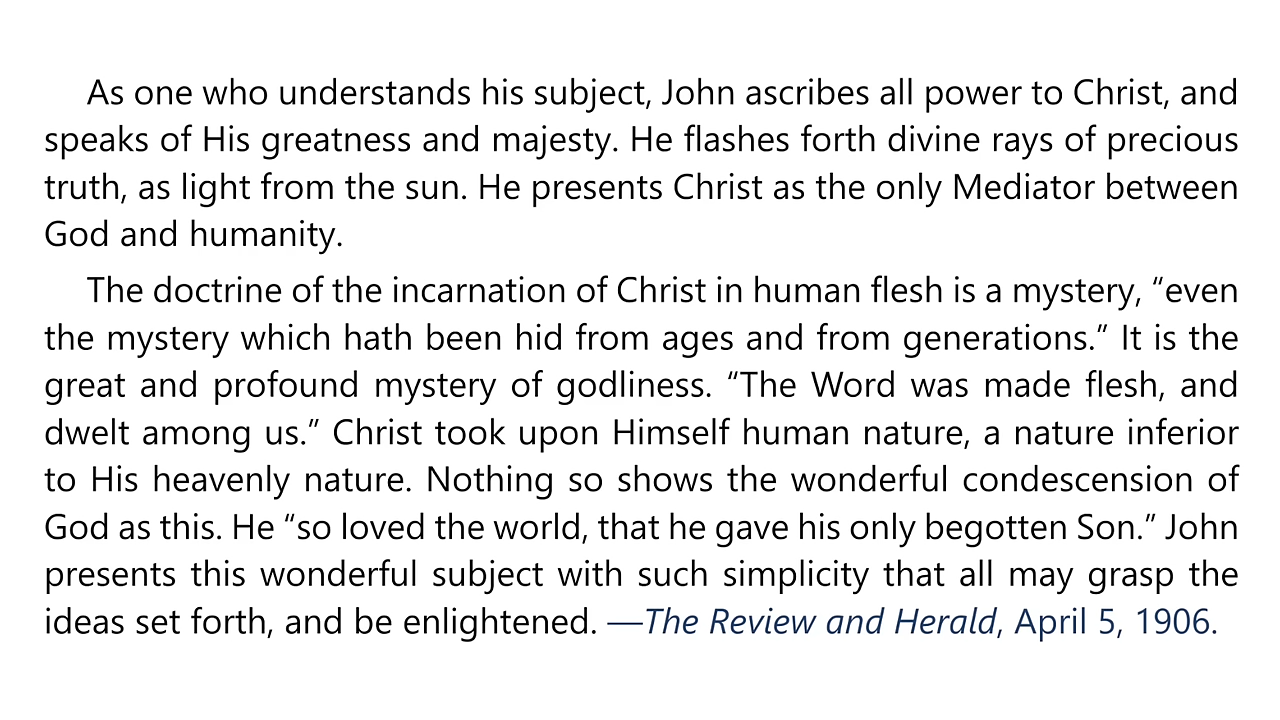 As one who understands his subject, John ascribes all power to Christ, and
speaks of His greatness and majesty. He flashes forth divine rays of precious
truth, as light from the sun. He presents Christ as the only Mediator between
God and humanity.
The doctrine of the incarnation of Christ in human flesh is a mystery, “even
the mystery which hath been hid from ages and from generations.” It is the
great and profound mystery of godliness. “The Word was made flesh, and
dwelt among us.” Christ took upon Himself human nature, a nature inferior
to His heavenly nature. Nothing so shows the wonderful condescension of
God as this. He “so loved the world, that he gave his only begotten Son.” John
presents this wonderful subject with such simplicity that all may grasp the
ideas set forth, and be enlightened. —The Review and Herald, April 5, 1906.